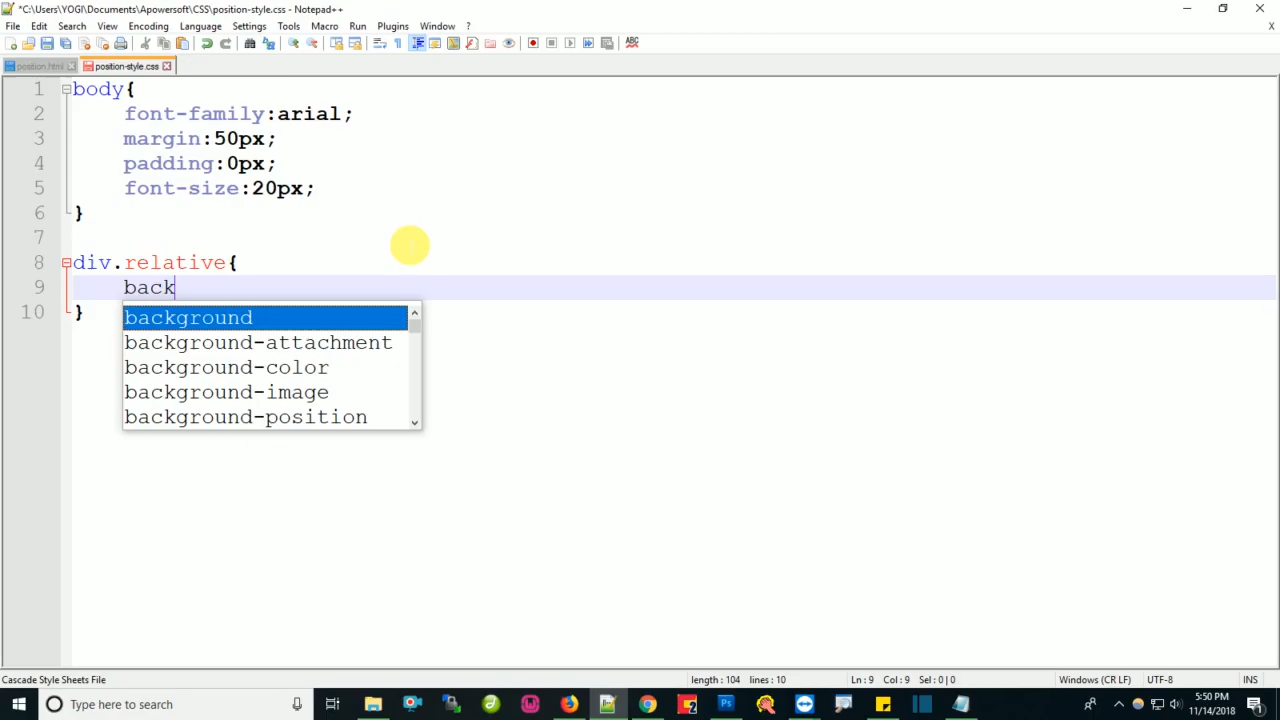 *C:\Users\YOGI\Documents\Apowersoft\CSS\position-style.css - Notepad++
File Edit Search View Encoding Language Settings Tools Macro Run Plugins Window ? X
position.html position-style.css
1 body{
2 font-family:arial;
3 margin:50px;
4 padding:0px;
5 font-size:20px;
6 }
7
8 div.relative{
9 back
10 }
background
background-attachment
background-color
background-image
background-position
Cascade Style Sheets File length : 104 lines : 10 Ln : 9 Col : 9 Sel : 0 | 0 Windows (CR LF) UTF-8 INS
Type here to search
5:50 PM
11/14/2018